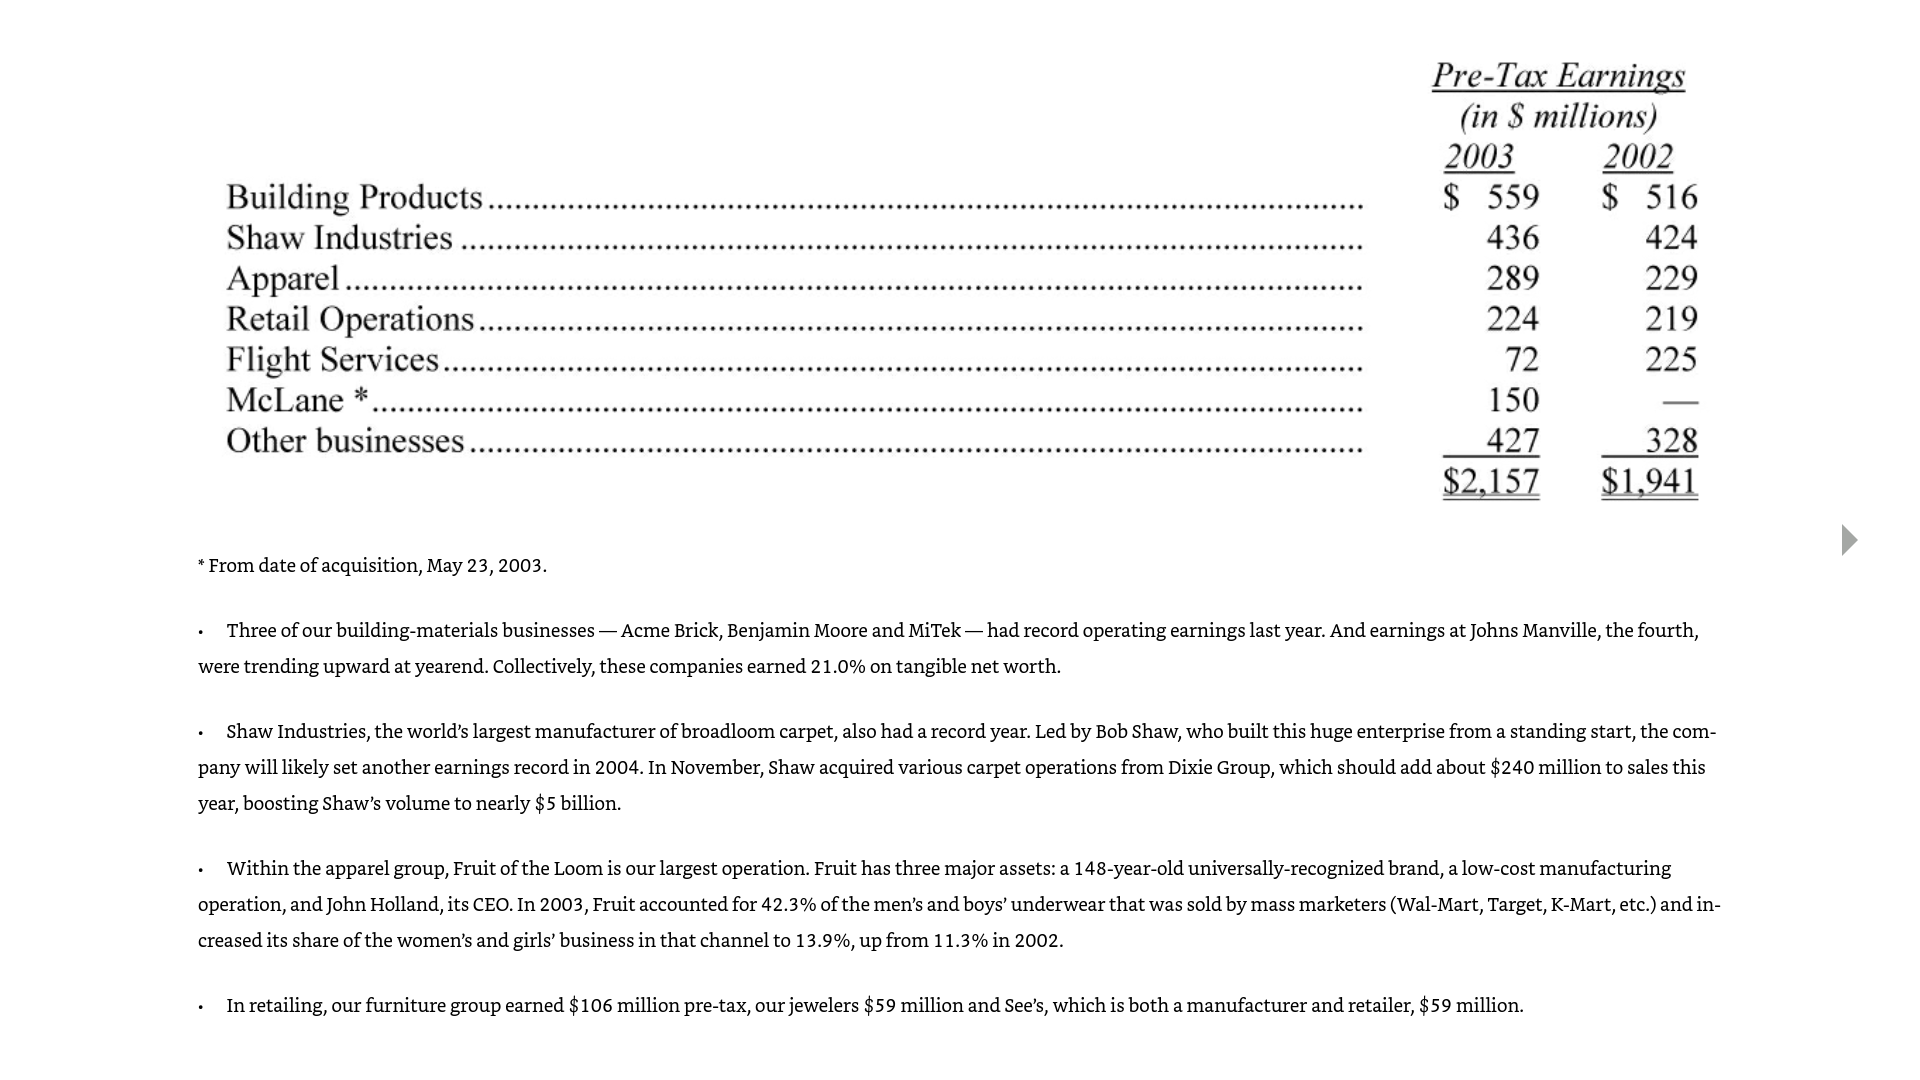 Pre-Tax Earnings
(in $ millions)
2003 2002
Building Products.................... $ 559 $ 516
Shaw Industries .................... 436 424
Apparel.................... 289 229
Retail Operations.................... 224 219
Flight Services.................... 72 225
McLane *.................... 150 —
Other businesses.................... 427 328
$2,157 $1,941
* From date of acquisition, May 23, 2003.
• Three of our building-materials businesses — Acme Brick, Benjamin Moore and MiTek — had record operating earnings last year. And earnings at Johns Manville, the fourth,
were trending upward at yearend. Collectively, these companies earned 21.0% on tangible net worth.
• Shaw Industries, the world’s largest manufacturer of broadloom carpet, also had a record year. Led by Bob Shaw, who built this huge enterprise from a standing start, the com-
pany will likely set another earnings record in 2004. In November, Shaw acquired various carpet operations from Dixie Group, which should add about $240 million to sales this
year, boosting Shaw’s volume to nearly $5 billion.
• Within the apparel group, Fruit of the Loom is our largest operation. Fruit has three major assets: a 148-year-old universally-recognized brand, a low-cost manufacturing
operation, and John Holland, its CEO. In 2003, Fruit accounted for 42.3% of the men’s and boys’ underwear that was sold by mass marketers (Wal-Mart, Target, K-Mart, etc.) and in-
creased its share of the women’s and girls’ business in that channel to 13.9%, up from 11.3% in 2002.
• In retailing, our furniture group earned $106 million pre-tax, our jewelers $59 million and See’s, which is both a manufacturer and retailer, $59 million.